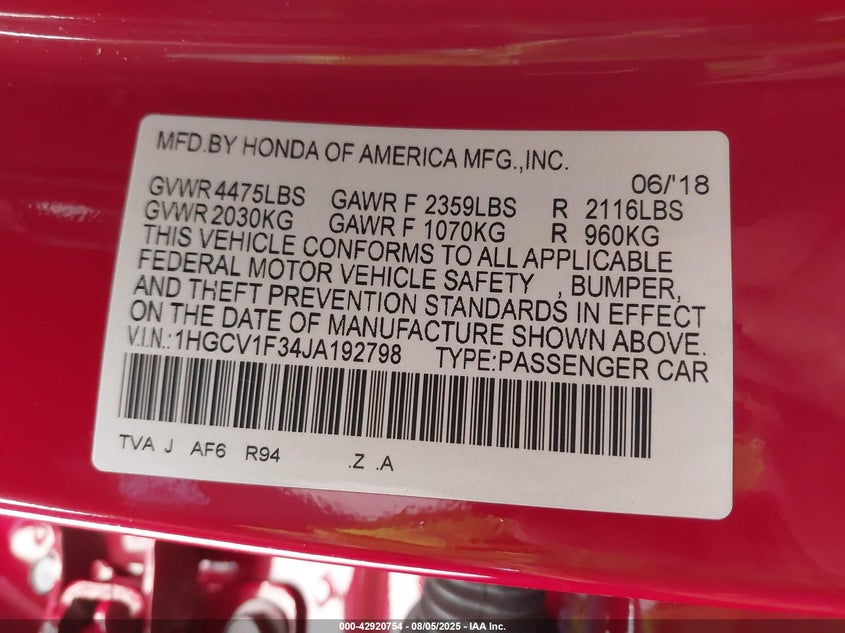 MFD.BY HONDA OF AMERICA MFG.,INC.
06/'18
GVWR 4475LBS GAWR F 2359LBS R 2116LBS
GVWR 2030KG GAWR F 1070KG R 960KG
THIS VEHICLE CONFORMS TO ALL APPLICABLE
FEDERAL MOTOR VEHICLE SAFETY , BUMPER,
AND THEFT PREVENTION STANDARDS IN EFFECT
ON THE DATE OF MANUFACTURE SHOWN ABOVE.
V.I.N.:1HGCV1F34JA192798 TYPE:PASSENGER CAR
TVA J AF6 R94 .Z .A
000-42920754 — 08/05/2025 — IAA Inc.